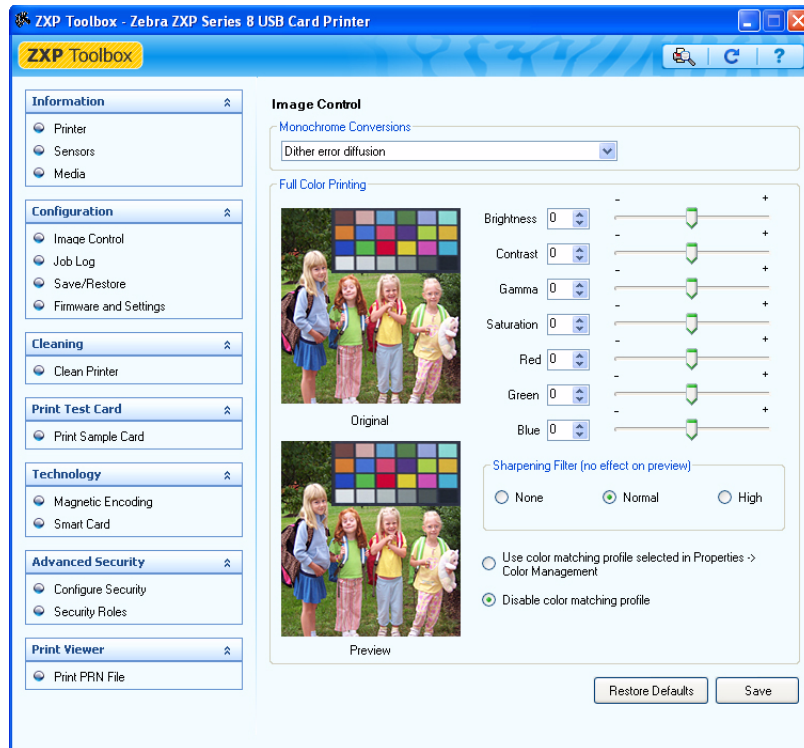 ZXP Toolbox - Zebra ZXP Series 8 USB Card Printer
ZXP Toolbox
?
Information
Printer
Sensors
Media
Configuration
Image Control
Job Log
Save/Restore
Firmware and Settings
Cleaning
Clean Printer
Print Test Card
Print Sample Card
Technology
Magnetic Encoding
Smart Card
Advanced Security
Configure Security
Security Roles
Print Viewer
Print PRN File
Image Control
Monochrome Conversions
Dither error diffusion
Full Color Printing
- +
Brightness 0
- +
Contrast 0
- +
Gamma 0
- +
Saturation 0
- +
Red 0
- +
Green 0
- +
Blue 0
Original
Preview
Sharpening Filter (no effect on preview)
None Normal High
Use color matching profile selected in Properties ->
Color Management
Disable color matching profile
Restore Defaults Save